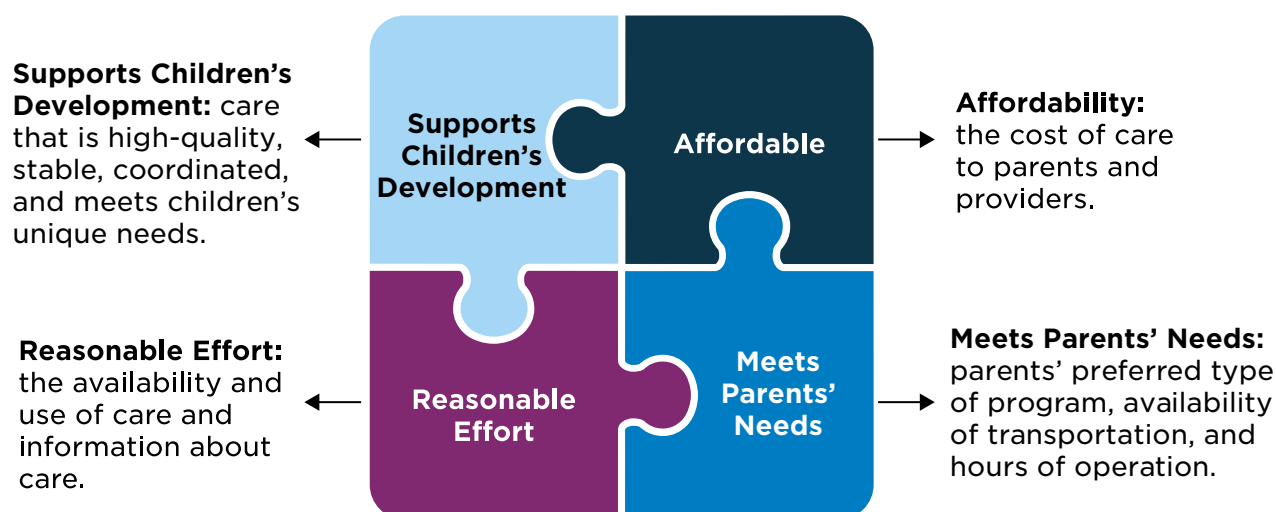 Supports Children’s
Development: care
that is high-quality,
stable, coordinated,
and meets children’s
unique needs.
Supports
Children’s
Development
Affordable
Affordability:
the cost of care
to parents and
providers.
Reasonable Effort:
the availability and
use of care and
information about
care.
Reasonable
Effort
Meets
Parents’
Needs
Meets Parents’ Needs:
parents’ preferred type
of program, availability
of transportation, and
hours of operation.